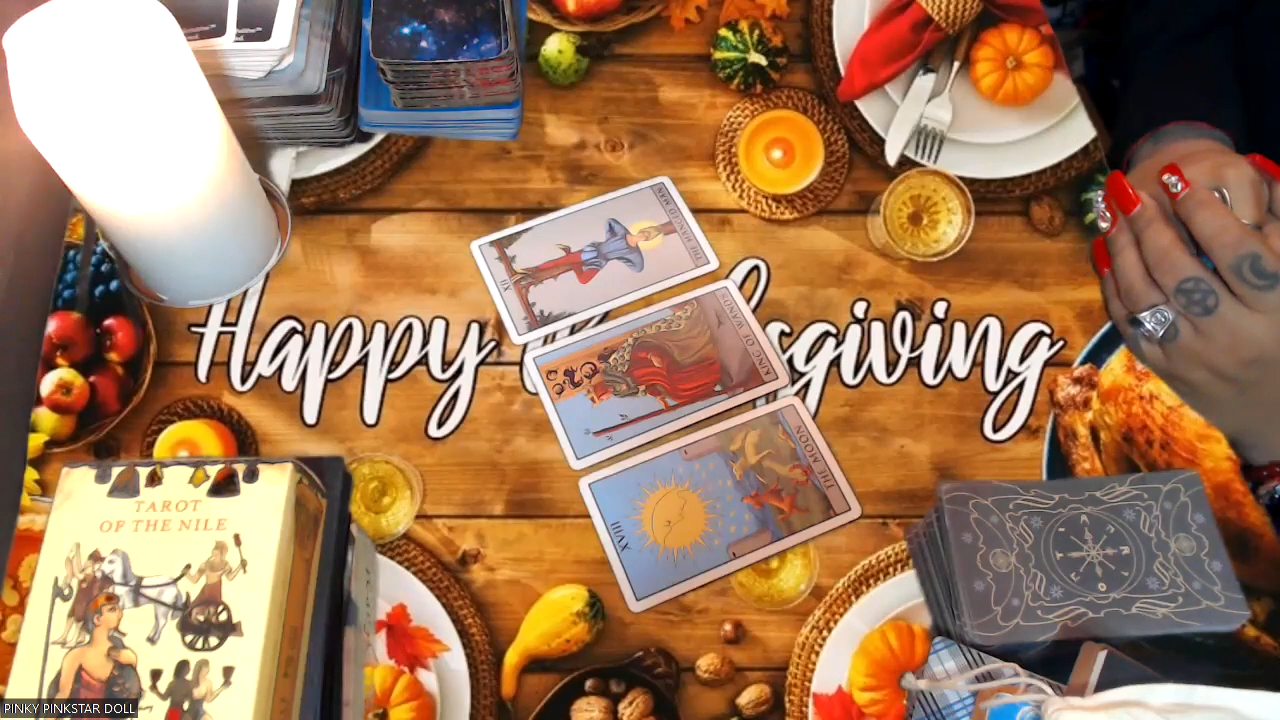 THE HANGED MAN
XII
Happy
sgiving
KING OF WANDS
THE MOON
XVIII
TAROT
OF THE NILE
PINKY PINKSTAR DOLL